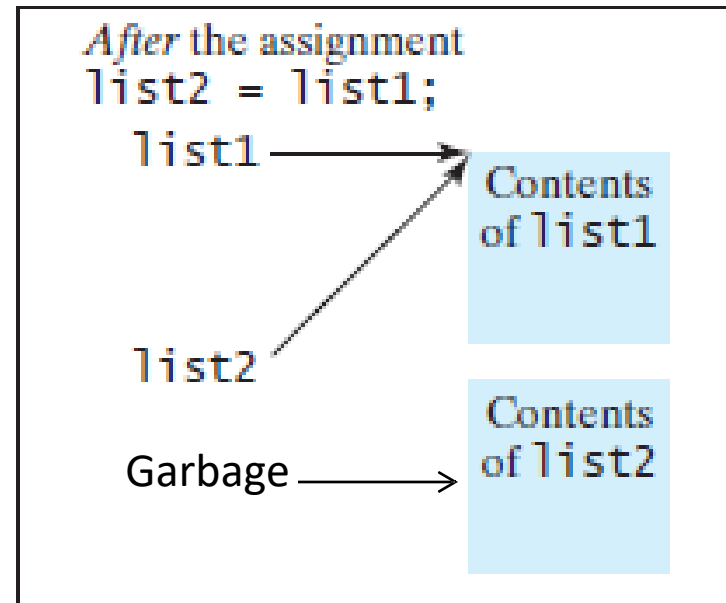 After the assignment
list2 = list1;
list1
Contents
of list1
list2
Contents
of list2
Garbage